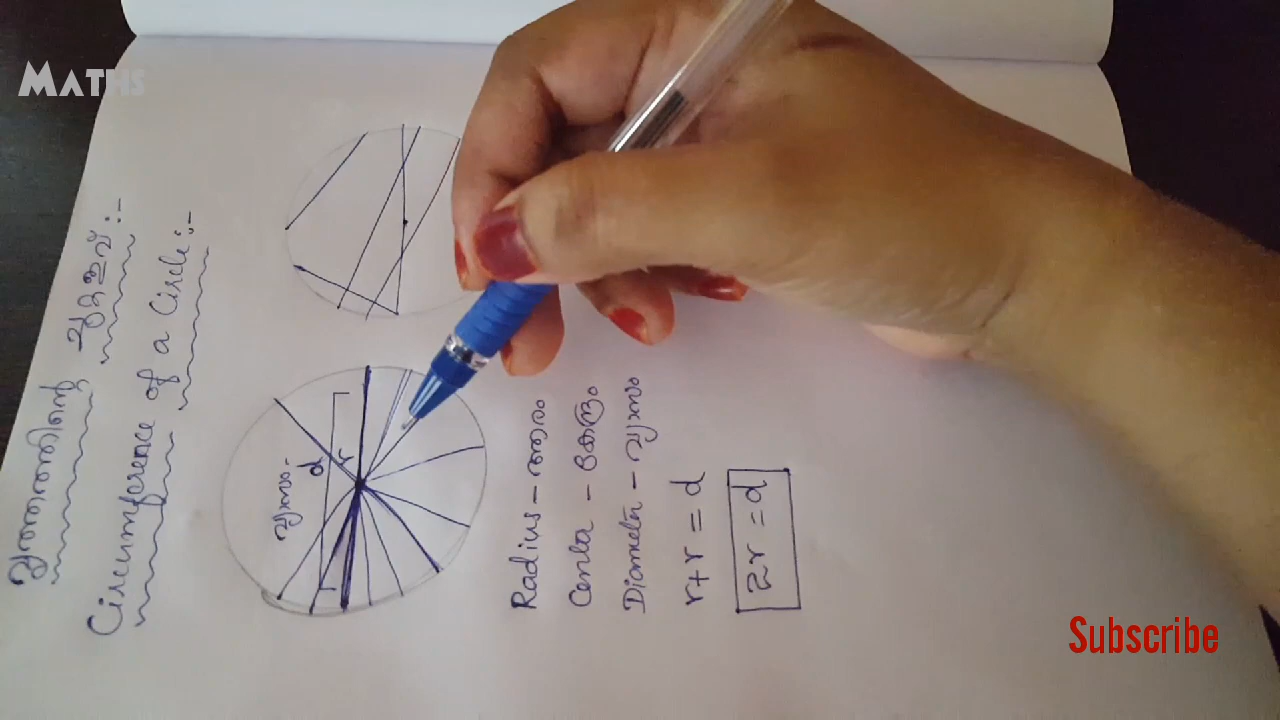 MATHS
വൃത്തത്തിന്റെ ചുറ്റളവ് :-
Circumference of a Circle :-
വ്യാസം
d
r
Radius - ആരം
Centre - കേന്ദ്രം
Diameter - വ്യാസം
r+r = d
2r = d
Subscribe